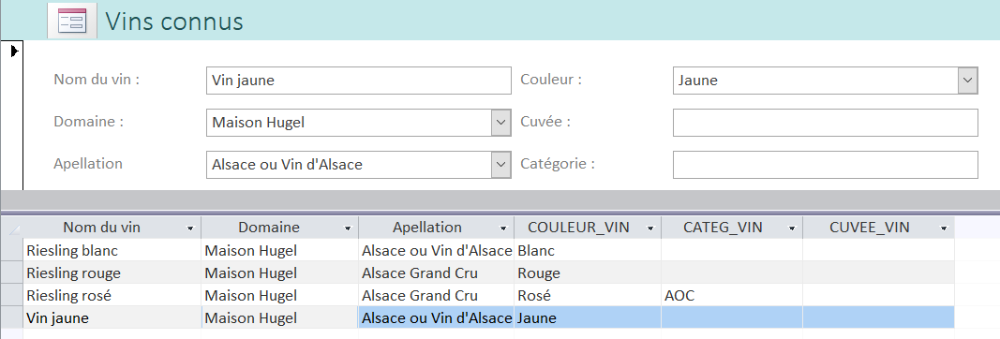 Vins connus
Nom du vin : Vin jaune Couleur : Jaune
Domaine : Maison Hugel Cuvée :
Apellation Alsace ou Vin d'Alsace Catégorie :
Nom du vin Domaine Apellation COULEUR_VIN CATEG_VIN CUVEE_VIN
Riesling blanc Maison Hugel Alsace ou Vin d'Alsace Blanc
Riesling rouge Maison Hugel Alsace Grand Cru Rouge
Riesling rosé Maison Hugel Alsace Grand Cru Rosé AOC
Vin jaune Maison Hugel Alsace ou Vin d'Alsace Jaune